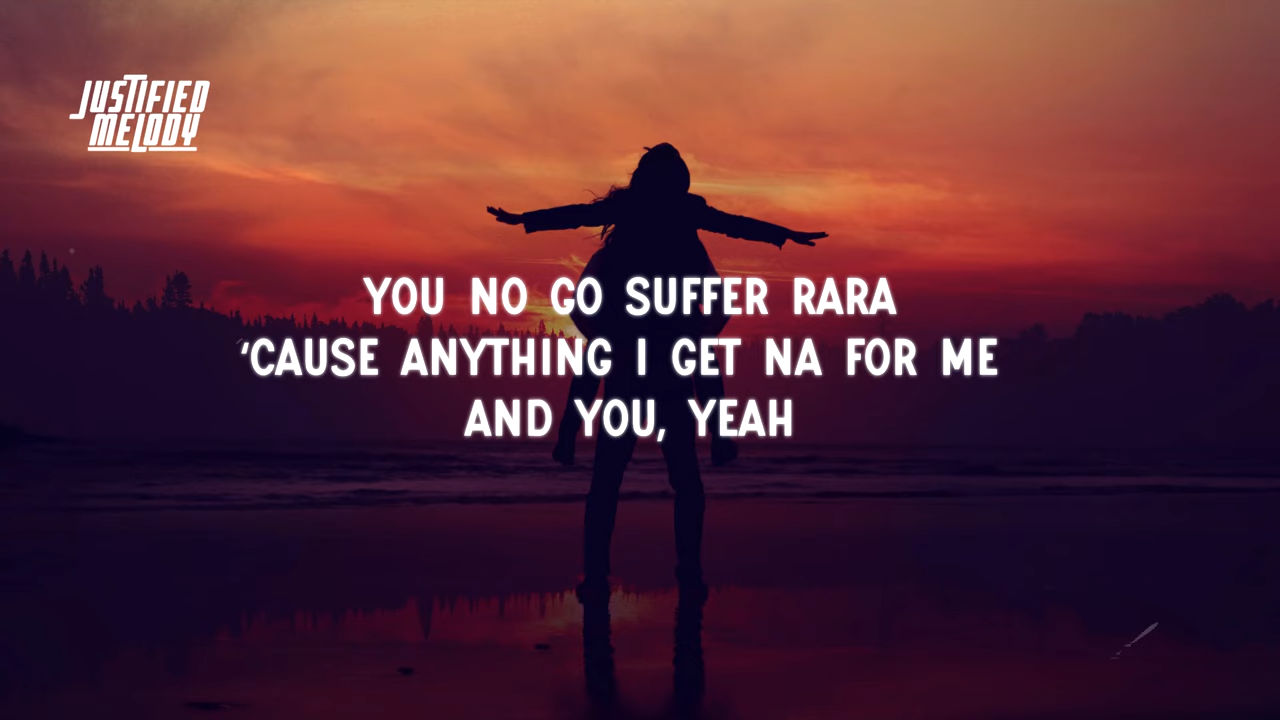 JUSTIFIED
MELODY
YOU NO GO SUFFER RARA
'CAUSE ANYTHING I GET NA FOR ME
AND YOU, YEAH